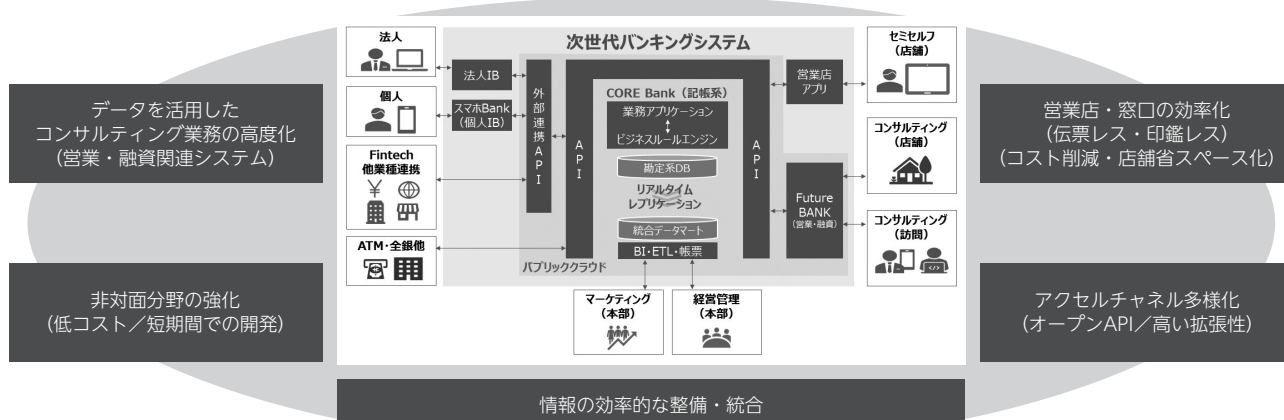 データを活用した
コンサルティング業務の高度化
(営業・融資関連システム)
非対面分野の強化
(低コスト／短期間での開発)
次世代バンキングシステム
法人
個人
Fintech
他業種連携
ATM・全銀他
法人IB
スマホBank
(個人IB)
外部連携API
API
CORE Bank（記帳系）
業務アプリケーション
ビジネスルールエンジン
勘定系DB
リアルタイム
レプリケーション
統合データマート
BI・ETL・帳票
パブリッククラウド
API
営業店
アプリ
Future
BANK
(営業・融資)
セミセルフ
（店舗）
コンサルティング
（店舗）
コンサルティング
（訪問）
マーケティング
（本部）
経営管理
（本部）
営業店・窓口の効率化
(伝票レス・印鑑レス)
(コスト削減・店舗省スペース化)
アクセルチャネル多様化
(オープンAPI／高い拡張性)
情報の効率的な整備・統合